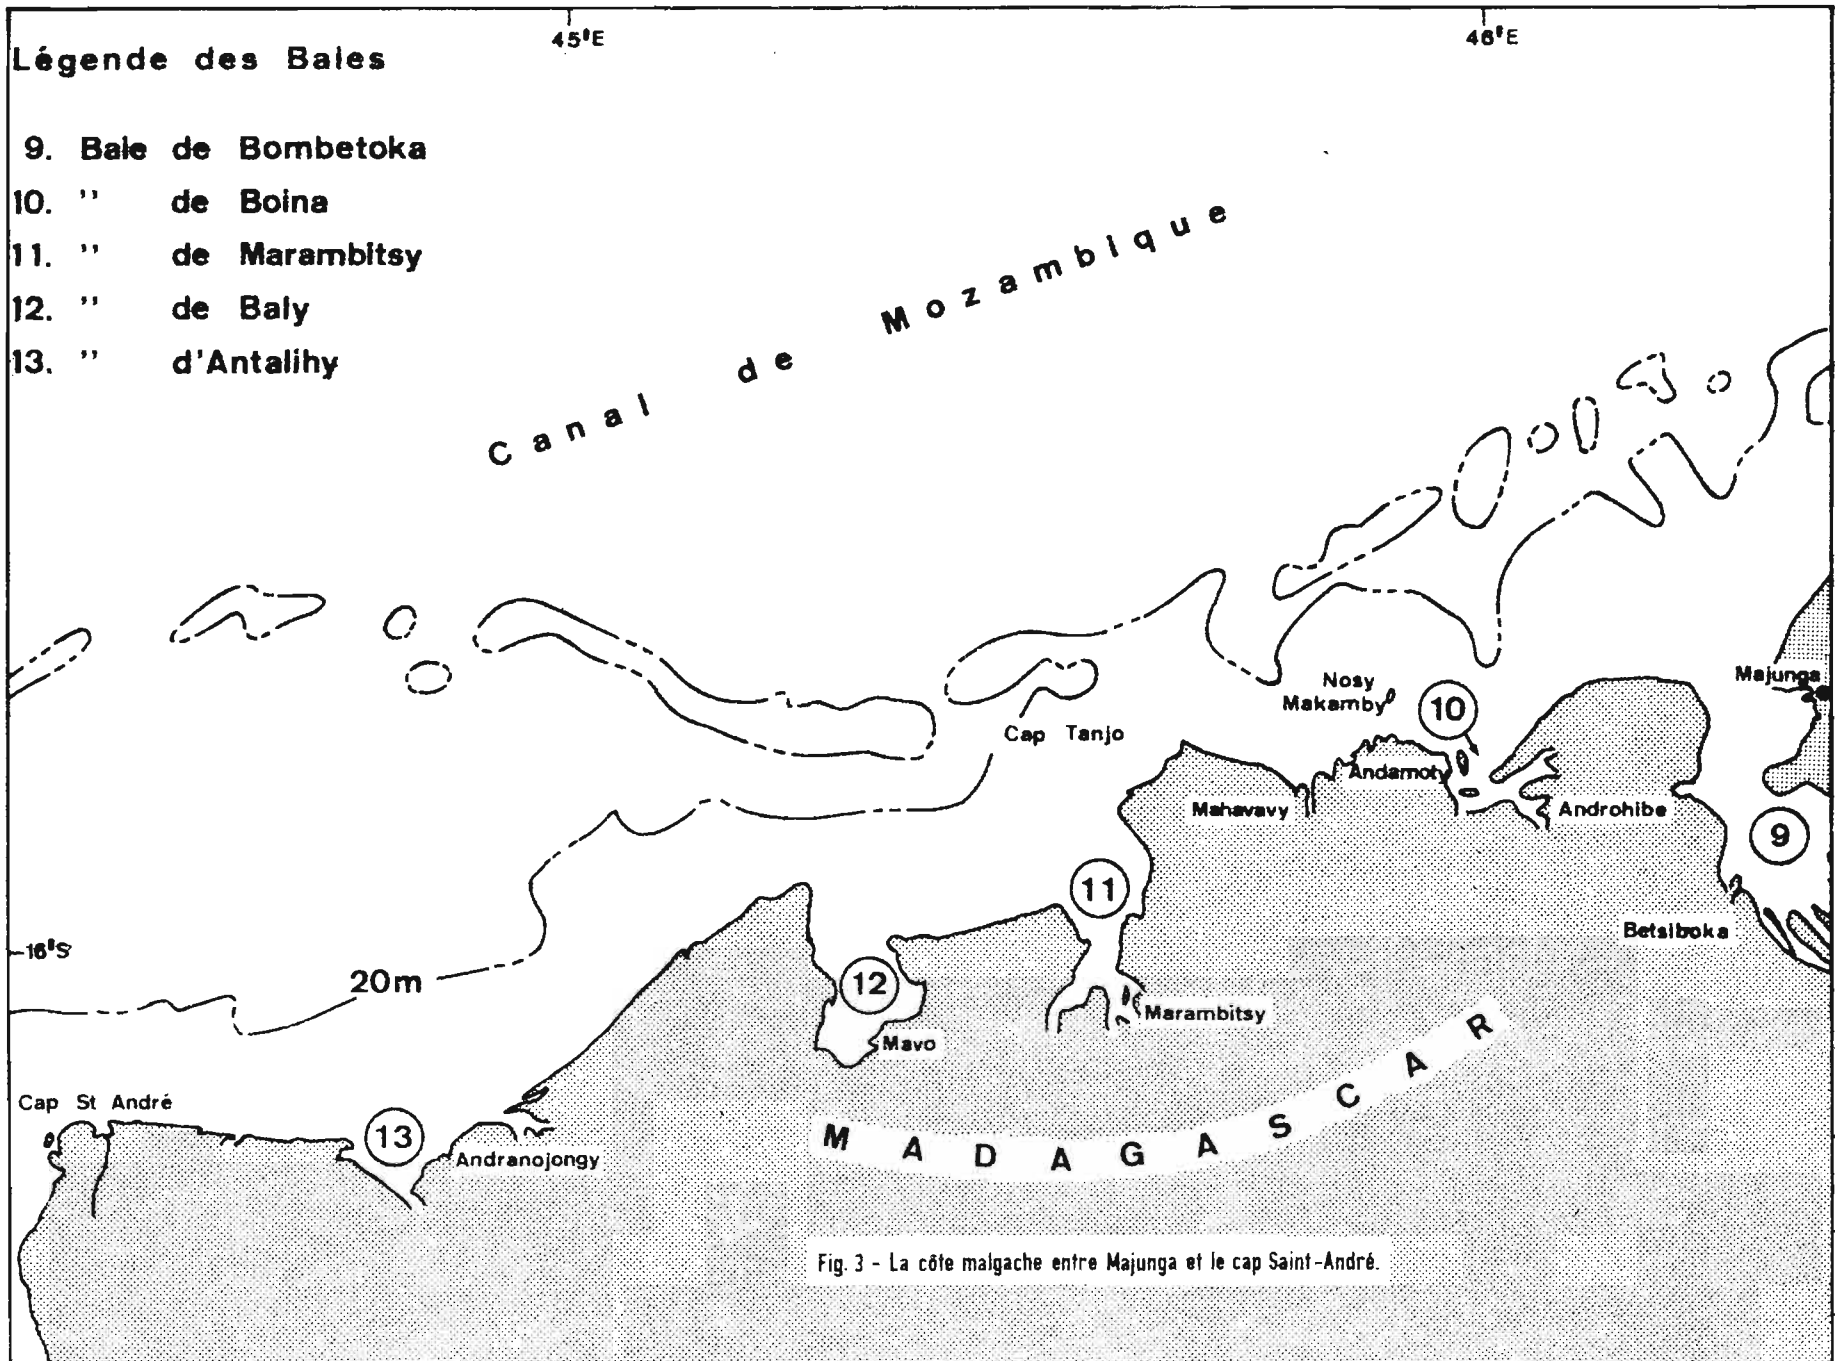 45°E
46°E
Légende des Baies
9. Baie de Bombetoka
10. '' de Boina
11. '' de Marambitsy
12. '' de Baly
13. '' d'Antalihy
Canal de Mozambique
Nosy
Makamby
Majunga
10
Cap Tanjo
Andamoty
Mahavavy
Androhibe
9
11
Betsiboka
16°S
20m
12
Marambitsy
Mavo
MADAGASCAR
Cap St André
13
Andranojongy
Fig. 3 - La côte malgache entre Majunga et le cap Saint-André.